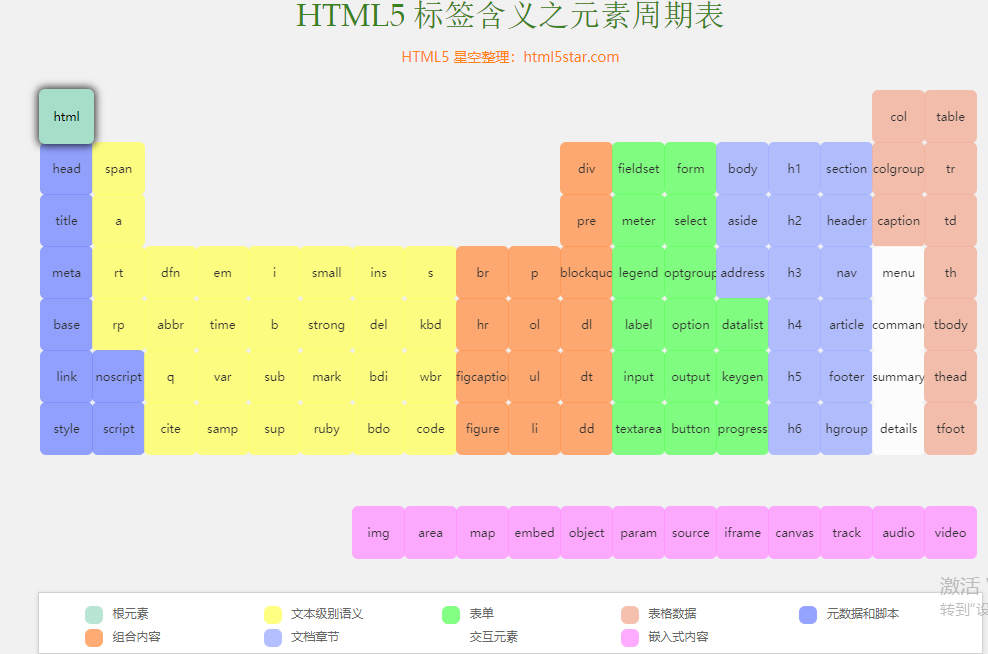 HTML5 标签含义之元素周期表
HTML5 星空整理：html5star.com
html col table
head span div fieldset form body h1 section colgroup tr
title a pre meter select aside h2 header caption td
meta rt dfn em i small ins s br p blockquo legend optgroup address h3 nav menu th
base rp abbr time b strong del kbd hr ol dl label option datalist h4 article comman tbody
link noscript q var sub mark bdi wbr figcaption ul dt input output keygen h5 footer summary thead
style script cite samp sup ruby bdo code figure li dd textarea button progress h6 hgroup details tfoot
img area map embed object param source iframe canvas track audio video
激活
转到"设
根元素 文本级别语义 表单 表格数据 元数据和脚本
组合内容 文档章节 交互元素 嵌入式内容